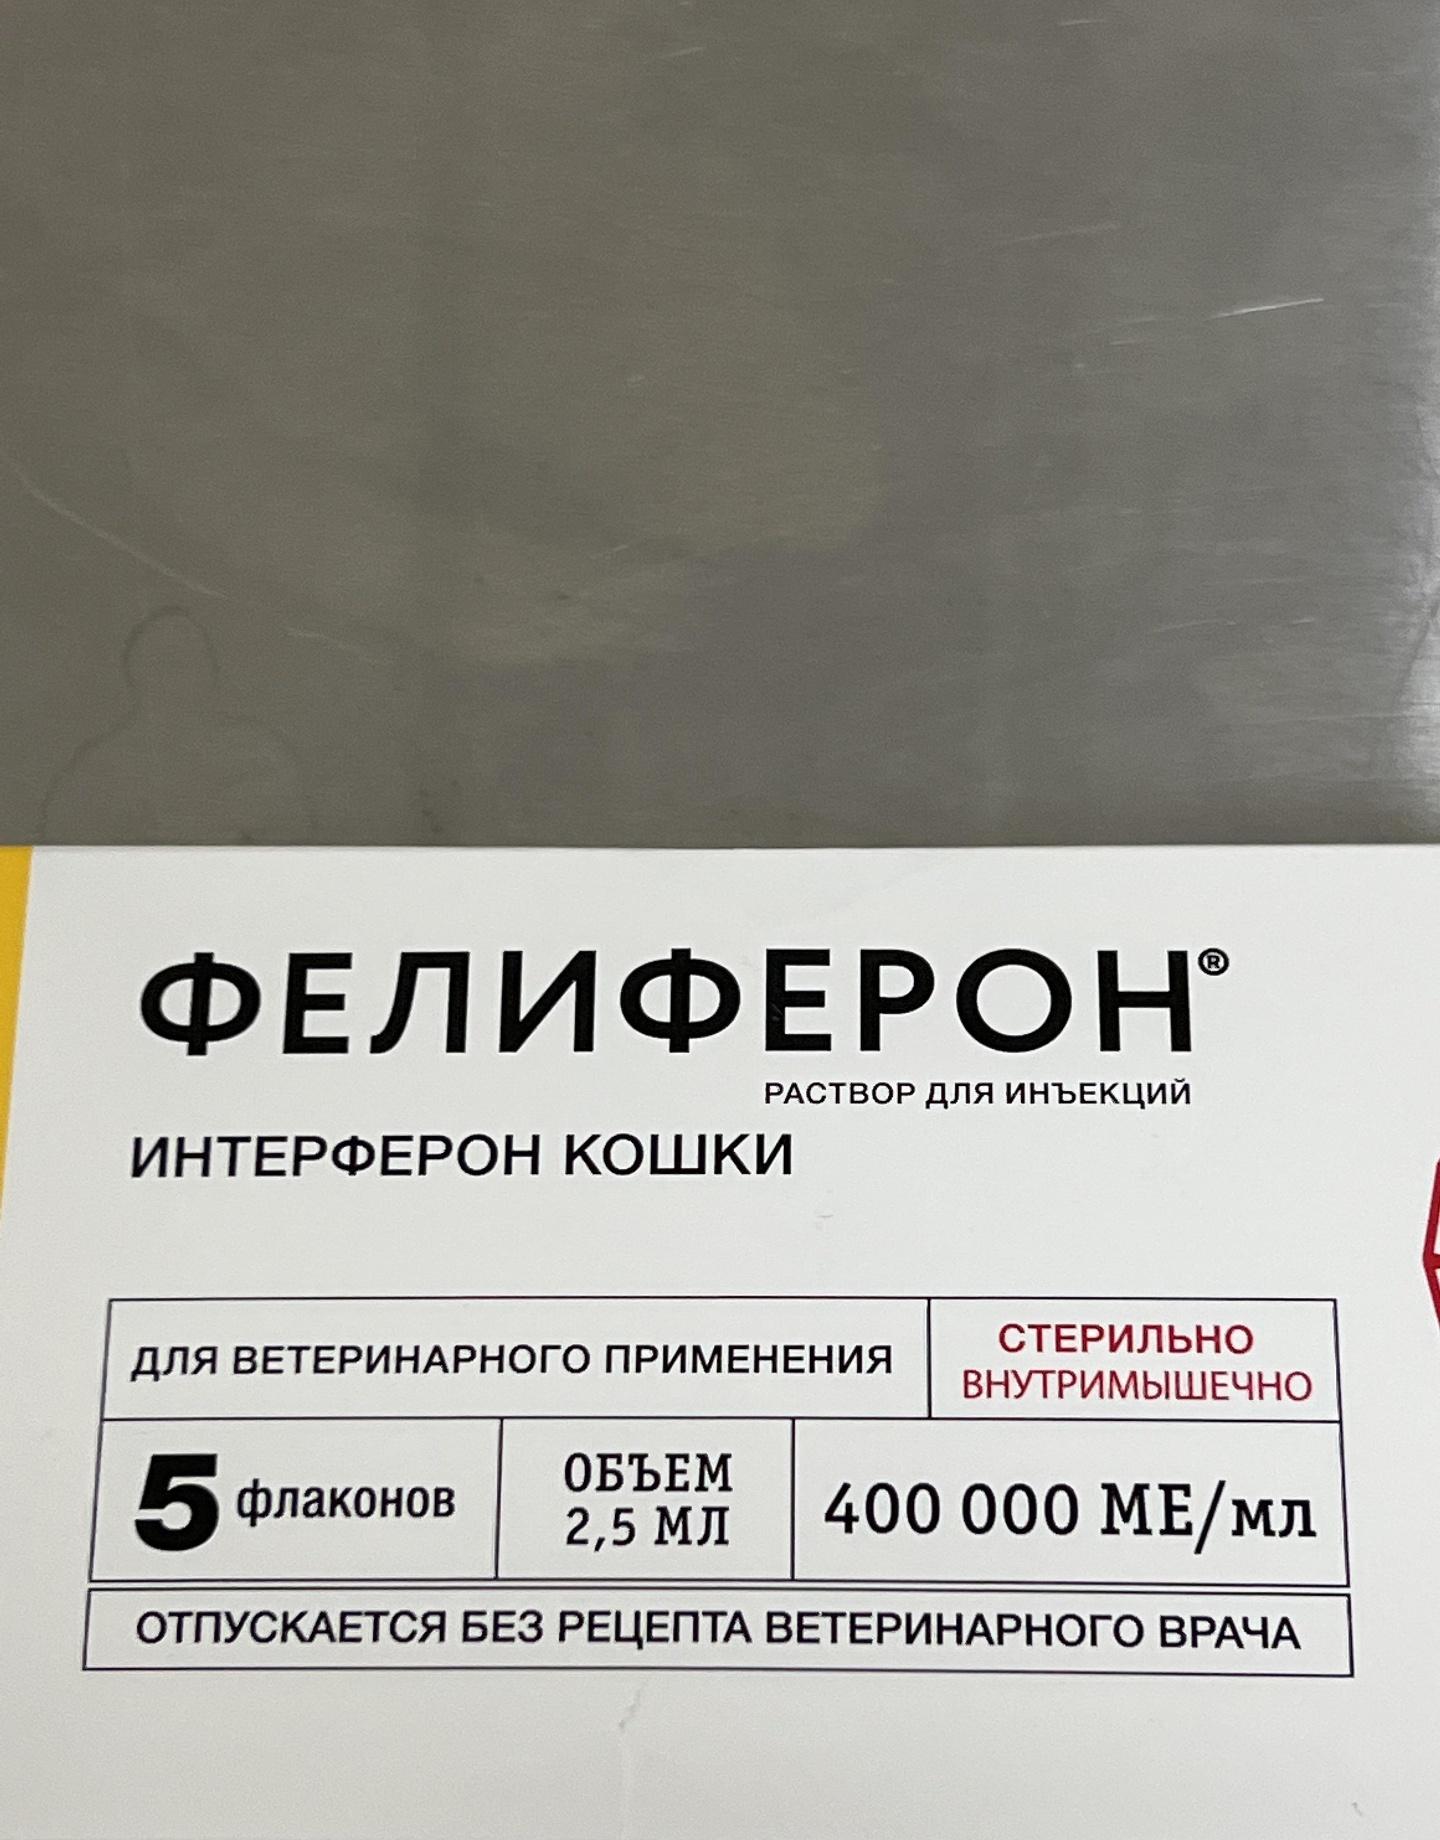 ФЕЛИФЕРОН®
РАСТВОР ДЛЯ ИНЪЕКЦИЙ
ИНТЕРФЕРОН КОШКИ
ДЛЯ ВЕТЕРИНАРНОГО ПРИМЕНЕНИЯ
СТЕРИЛЬНО
ВНУТРИМЫШЕЧНО
5 флаконов
ОБЪЕМ
2,5 МЛ
400 000 МЕ/мл
ОТПУСКАЕТСЯ БЕЗ РЕЦЕПТА ВЕТЕРИНАРНОГО ВРАЧА